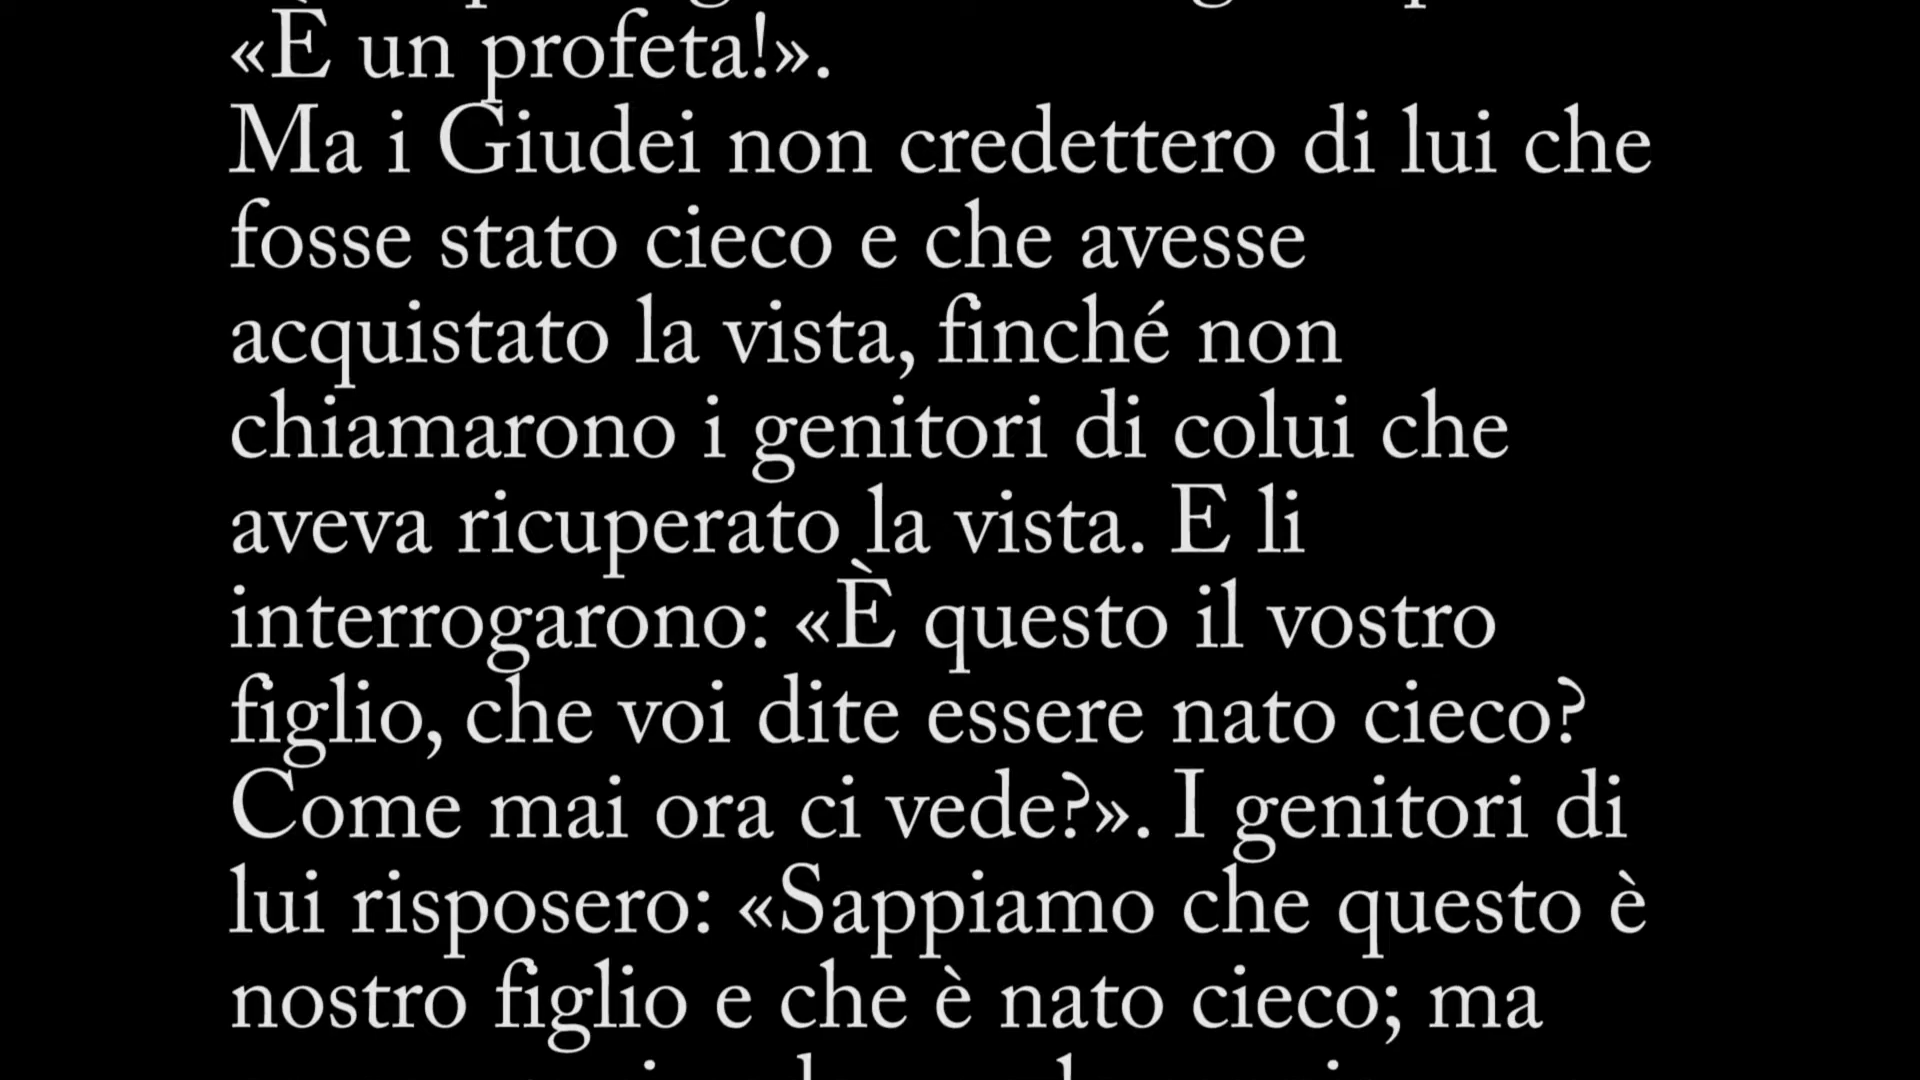 «È un profeta!».
Ma i Giudei non credettero di lui che
fosse stato cieco e che avesse
acquistato la vista, finché non
chiamarono i genitori di colui che
aveva ricuperato la vista. E li
interrogarono: «È questo il vostro
figlio, che voi dite essere nato cieco?
Come mai ora ci vede?». I genitori di
lui risposero: «Sappiamo che questo è
nostro figlio e che è nato cieco; ma